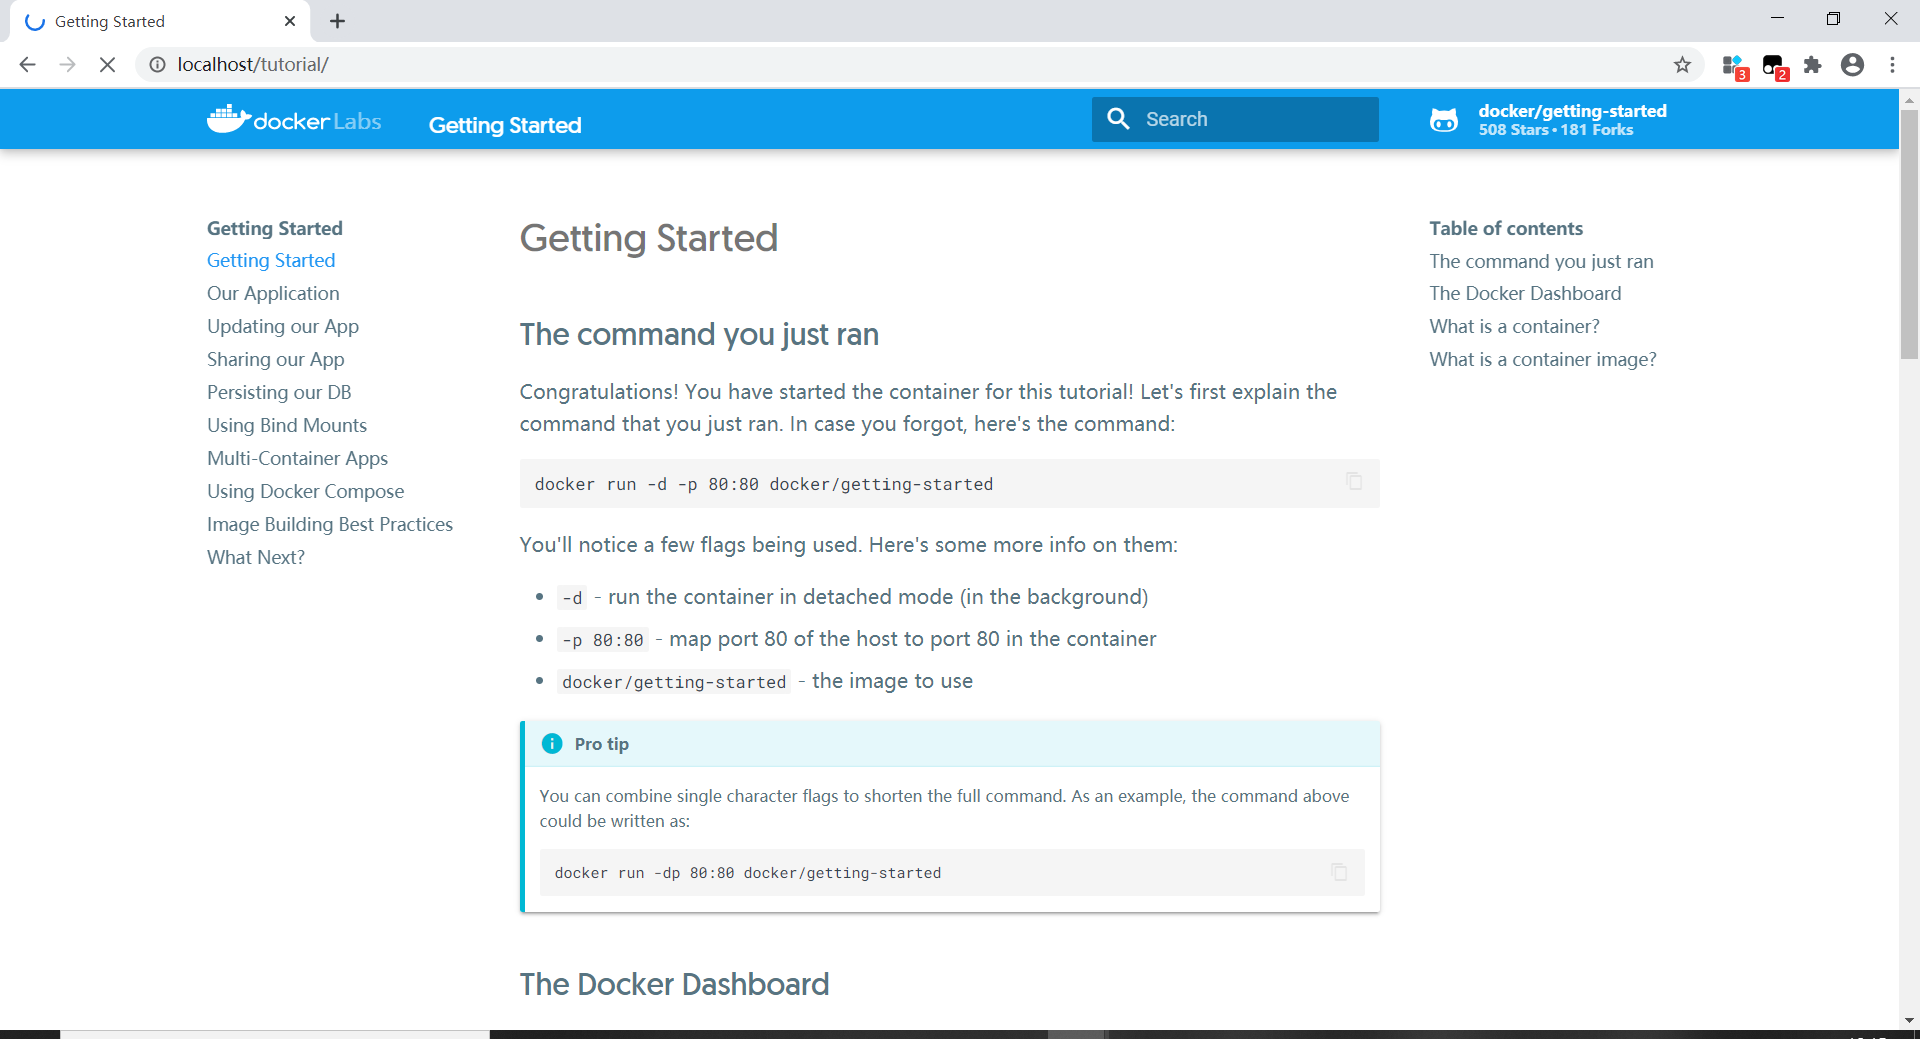 Getting Started
localhost/tutorial/
3
2
docker Labs
Getting Started
Search
docker/getting-started
508 Stars • 181 Forks
Getting Started
Getting Started
Our Application
Updating our App
Sharing our App
Persisting our DB
Using Bind Mounts
Multi-Container Apps
Using Docker Compose
Image Building Best Practices
What Next?
Getting Started
The command you just ran
Congratulations! You have started the container for this tutorial! Let's first explain the
command that you just ran. In case you forgot, here's the command:
docker run -d -p 80:80 docker/getting-started
You'll notice a few flags being used. Here's some more info on them:
• -d - run the container in detached mode (in the background)
• -p 80:80 - map port 80 of the host to port 80 in the container
• docker/getting-started - the image to use
Pro tip
You can combine single character flags to shorten the full command. As an example, the command above
could be written as:
docker run -dp 80:80 docker/getting-started
The Docker Dashboard
Table of contents
The command you just ran
The Docker Dashboard
What is a container?
What is a container image?